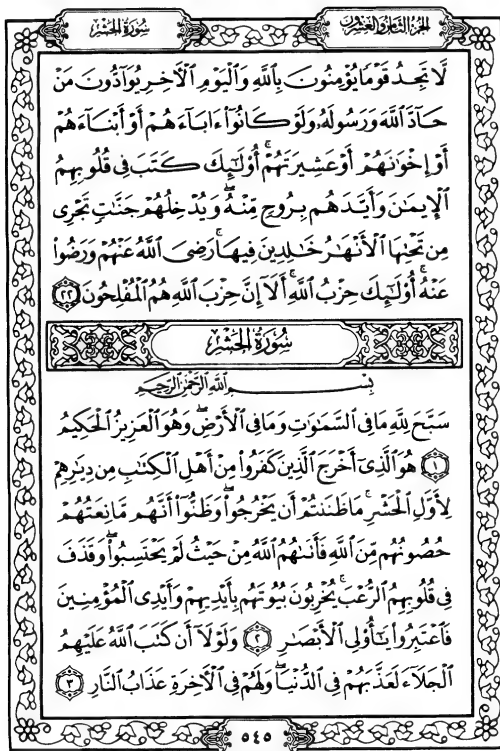 الجزء الثامن والعشرون
سورة الحشر
لَّا تَجِدُ قَوْمًا يُؤْمِنُونَ بِٱللَّهِ وَٱلْيَوْمِ ٱلْأَخِرِ يُوَآدُّونَ مَنْ
حَآدَّ ٱللَّهَ وَرَسُولَهُۥ وَلَوْ كَانُوٓا۟ ءَابَآءَهُمْ أَوْ أَبْنَآءَهُمْ
أَوْ إِخْوَٰنَهُمْ أَوْ عَشِيرَتَهُمْ ۚ أُو۟لَٰٓئِكَ كَتَبَ فِى قُلُوبِهِمُ
ٱلْإِيمَٰنَ وَأَيَّدَهُم بِرُوحٍ مِّنْهُ ۖ وَيُدْخِلُهُمْ جَنَّٰتٍ تَجْرِى
مِن تَحْتِهَا ٱلْأَنْهَٰرُ خَٰلِدِينَ فِيهَا ۚ رَضِىَ ٱللَّهُ عَنْهُمْ وَرَضُوا۟
عَنْهُ ۚ أُو۟لَٰٓئِكَ حِزْبُ ٱللَّهِ ۚ أَلَآ إِنَّ حِزْبَ ٱللَّهِ هُمُ ٱلْمُفْلِحُونَ ٢٢
سُورَةُ الحَشْرِ
بِسْمِ ٱللَّهِ ٱلرَّحْمَٰنِ ٱلرَّحِيمِ
سَبَّحَ لِلَّهِ مَا فِى ٱلسَّمَٰوَٰتِ وَمَا فِى ٱلْأَرْضِ ۖ وَهُوَ ٱلْعَزِيزُ ٱلْحَكِيمُ
١ هُوَ ٱلَّذِىٓ أَخْرَجَ ٱلَّذِينَ كَفَرُوا۟ مِنْ أَهْلِ ٱلْكِتَٰبِ مِن دِيَٰرِهِمْ
لِأَوَّلِ ٱلْحَشْرِ ۚ مَا ظَنَنتُمْ أَن يَخْرُجُوا۟ ۖ وَظَنُّوٓا۟ أَنَّهُم مَّانِعَتُهُمْ
حُصُونُهُم مِّنَ ٱللَّهِ فَأَتَىٰهُمُ ٱللَّهُ مِنْ حَيْثُ لَمْ يَحْتَسِبُوا۟ ۖ وَقَذَفَ
فِى قُلُوبِهِمُ ٱلرُّعْبَ ۚ يُخْرِبُونَ بُيُوتَهُم بِأَيْدِيهِمْ وَأَيْدِى ٱلْمُؤْمِنِينَ
فَٱعْتَبِرُوا۟ يَٰٓأُو۟لِى ٱلْأَبْصَٰرِ ٢ وَلَوْلَآ أَن كَتَبَ ٱللَّهُ عَلَيْهِمُ
ٱلْجَلَآءَ لَعَذَّبَهُمْ فِى ٱلدُّنْيَا ۖ وَلَهُمْ فِى ٱلْأَخِرَةِ عَذَابُ ٱلنَّارِ ٣
٥٤٥